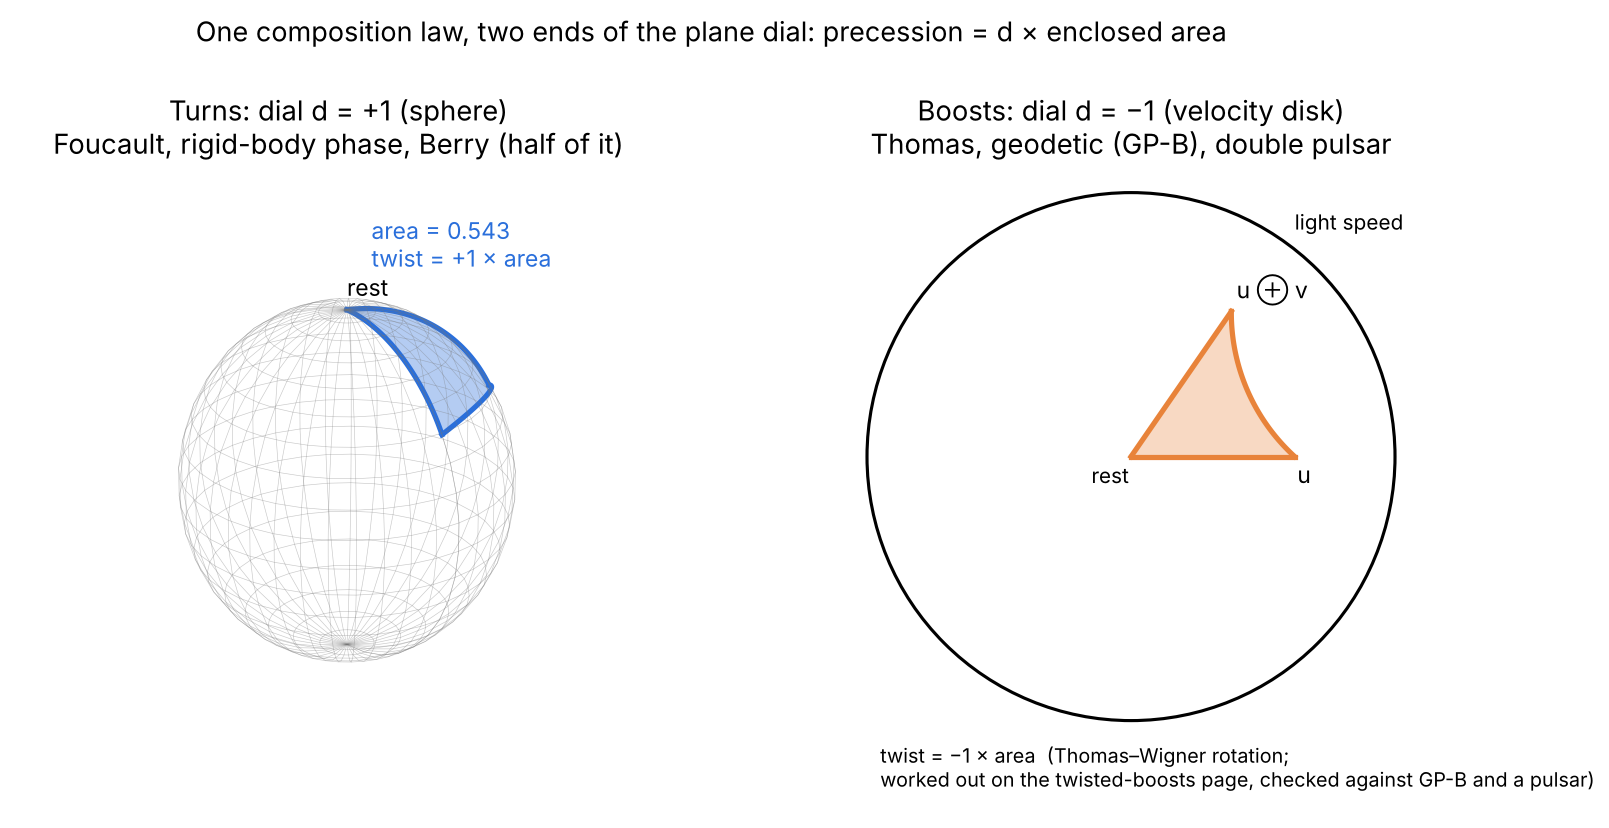 One composition law, two ends of the plane dial: precession = d × enclosed area
Turns: dial d = +1 (sphere)
Foucault, rigid-body phase, Berry (half of it)
area = 0.543
twist = +1 × area
rest
Boosts: dial d = −1 (velocity disk)
Thomas, geodetic (GP-B), double pulsar
light speed
u ⊕ v
rest
u
twist = −1 × area (Thomas–Wigner rotation;
worked out on the twisted-boosts page, checked against GP-B and a pulsar)